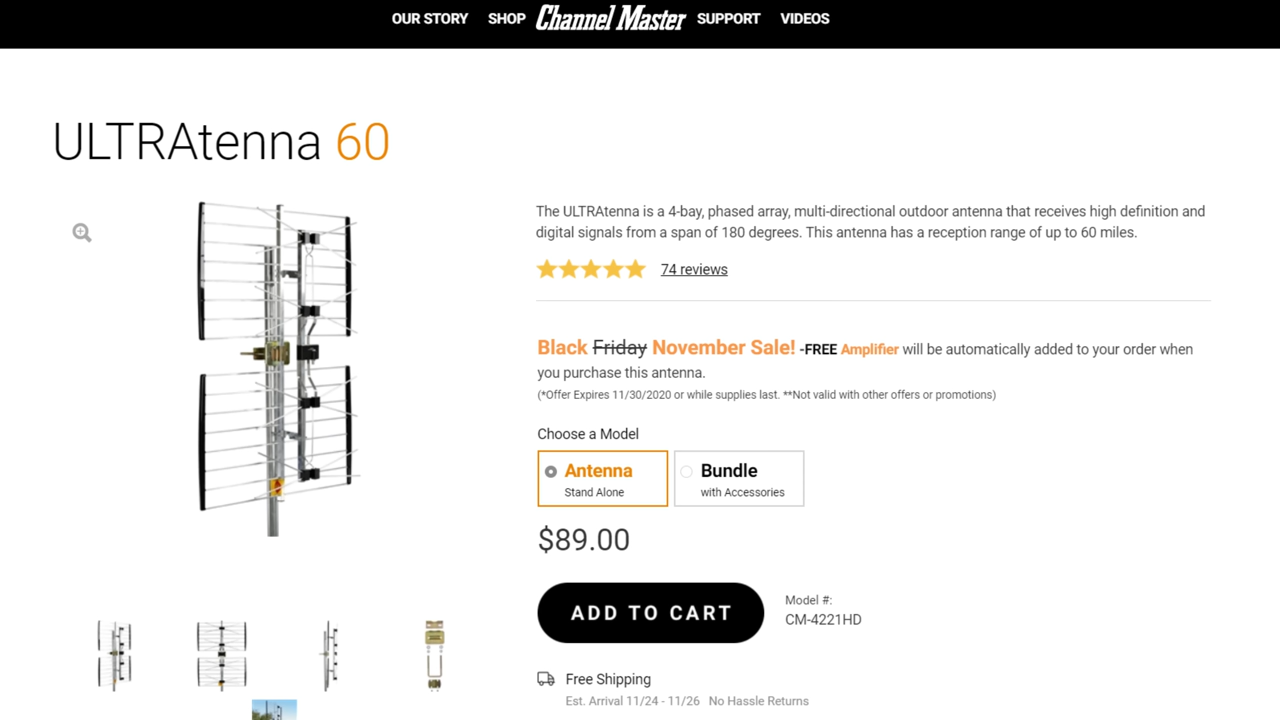 OUR STORY SHOP Channel Master SUPPORT VIDEOS
ULTRAtenna 60
The ULTRAtenna is a 4-bay, phased array, multi-directional outdoor antenna that receives high definition and
digital signals from a span of 180 degrees. This antenna has a reception range of up to 60 miles.
74 reviews
Black Friday November Sale! -FREE Amplifier will be automatically added to your order when
you purchase this antenna.
(*Offer Expires 11/30/2020 or while supplies last. **Not valid with other offers or promotions)
Choose a Model
Antenna Bundle
Stand Alone with Accessories
$89.00
ADD TO CART
Model #:
CM-4221HD
Free Shipping
Est. Arrival 11/24 - 11/26 No Hassle Returns